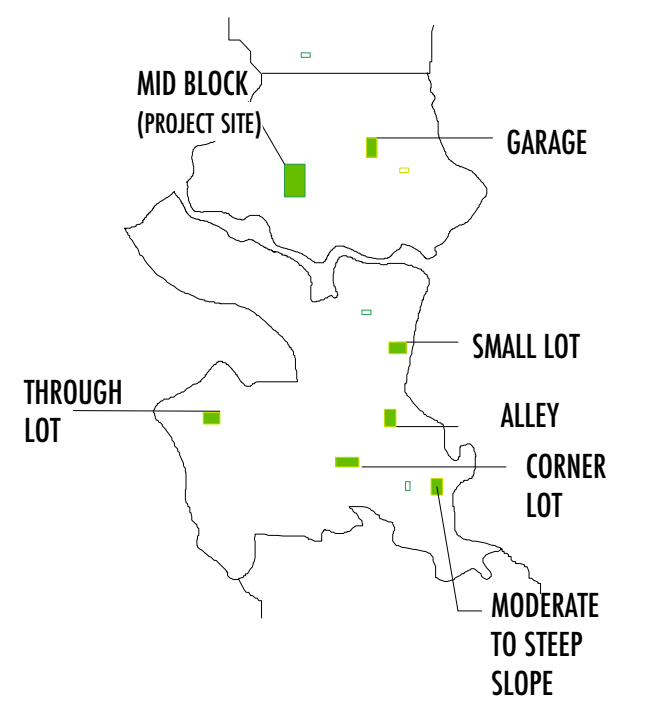 MID BLOCK
(PROJECT SITE)
GARAGE
SMALL LOT
THROUGH
LOT
ALLEY
CORNER
LOT
MODERATE
TO STEEP
SLOPE